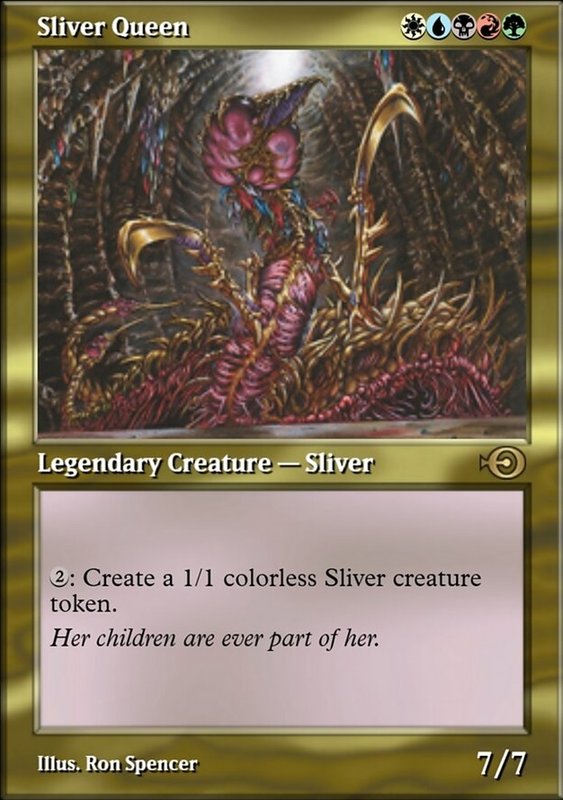 Sliver Queen
2: Create a 1/1 colorless Sliver creature
token.
Her children are ever part of her.
Legendary Creature — Sliver
Illus. Ron Spencer
7/7